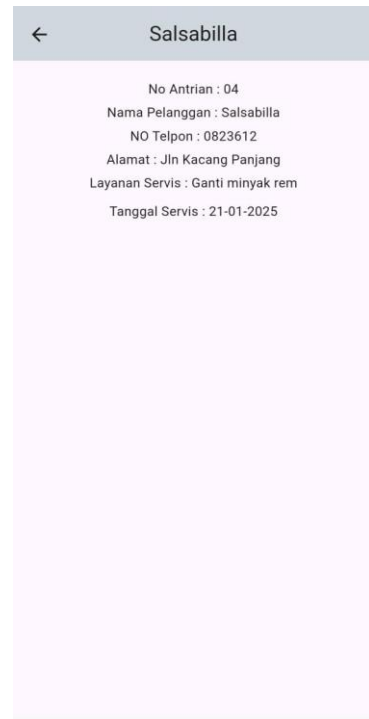 Salsabilla
No Antrian : 04
Nama Pelanggan : Salsabilla
NO Telpon : 0823612
Alamat : Jln Kacang Panjang
Layanan Servis : Ganti minyak rem
Tanggal Servis : 21-01-2025